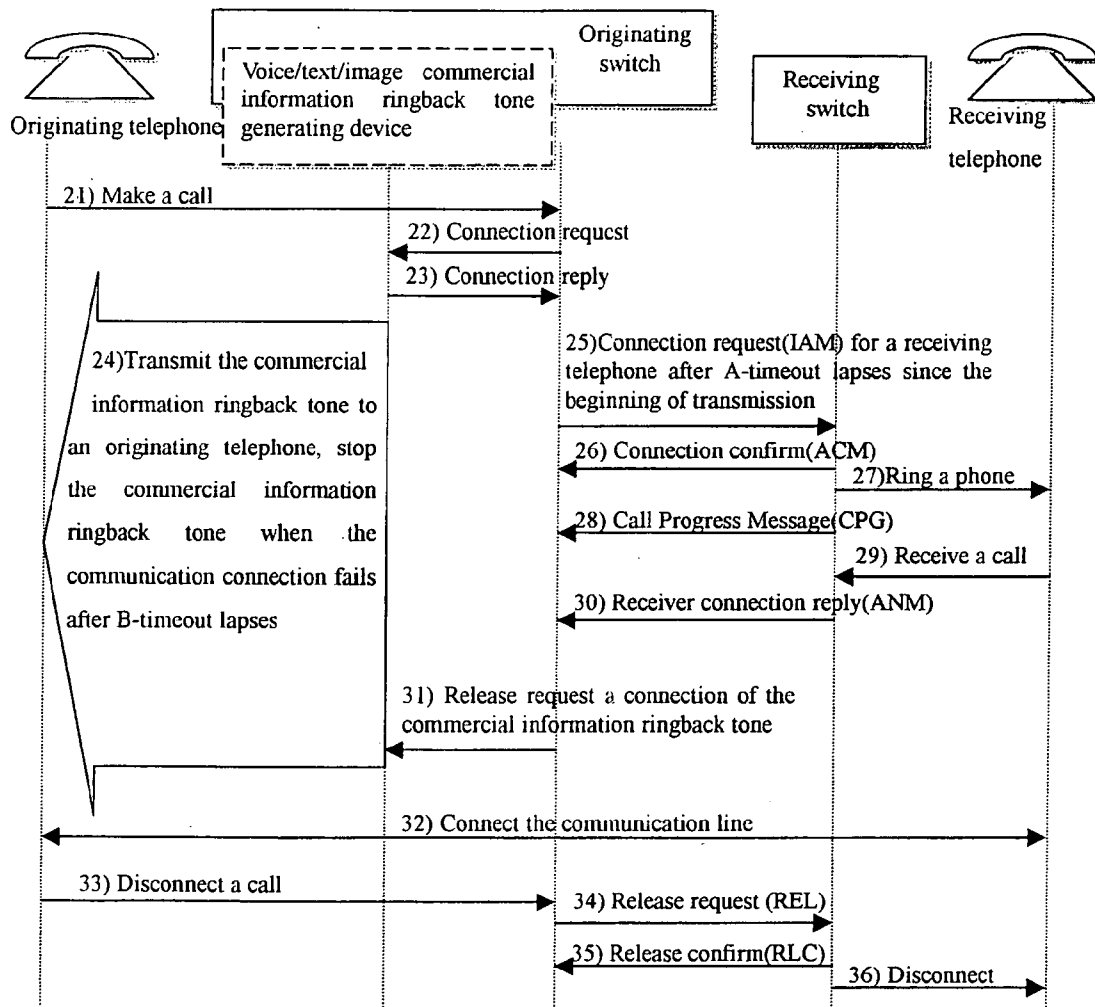 Originating telephone
Voice/text/image commercial
information ringback tone
generating device
Originating
switch
Receiving
switch
Receiving
telephone
21) Make a call
22) Connection request
23) Connection reply
24)Transmit the commercial
information ringback tone to
an originating telephone, stop
the commercial information
ringback tone when the
communication connection fails
after B-timeout lapses
25)Connection request(IAM) for a receiving
telephone after A-timeout lapses since the
beginning of transmission
26) Connection confirm(ACM)
27)Ring a phone
28) Call Progress Message(CPG)
29) Receive a call
30) Receiver connection reply(ANM)
31) Release request a connection of the
commercial information ringback tone
32) Connect the communication line
33) Disconnect a call
34) Release request (REL)
35) Release confirm(RLC)
36) Disconnect